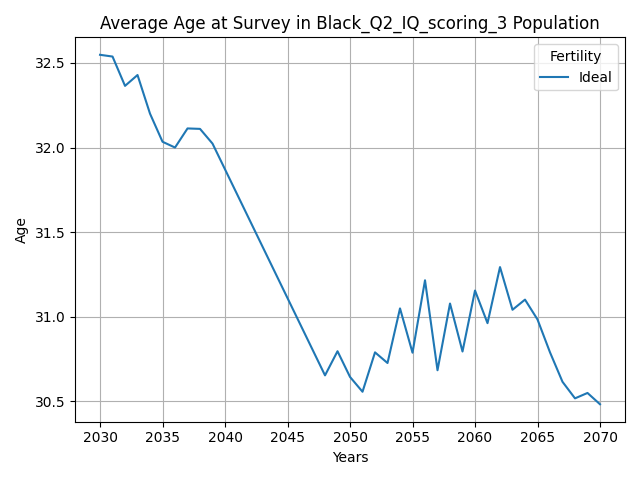 Average Age at Survey in Black_Q2_IQ_scoring_3 Population
Fertility
Ideal
Age
32.5
32.0
31.5
31.0
30.5
2030 2035 2040 2045 2050 2055 2060 2065 2070
Years